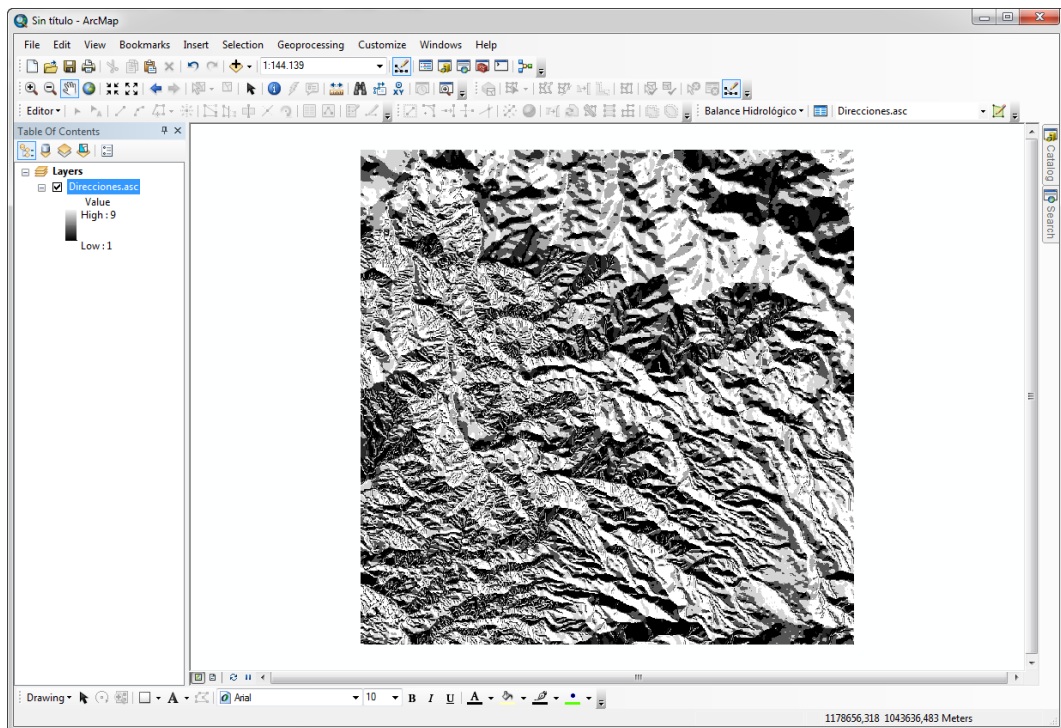 Sin título - ArcMap
File Edit View Bookmarks Insert Selection Geoprocessing Customize Windows Help
1:144.139
Editor Balance Hidrológico Direcciones.asc
Table Of Contents
Layers
Direcciones.asc
Value
High : 9
Low : 1
Catalog
Search
Drawing A Arial 10 B I U A
1178656,318 1043636,483 Meters